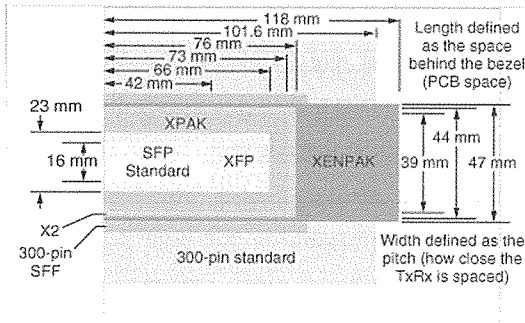 118 mm
101.6 mm
76 mm
73 mm
66 mm
42 mm
Length defined
as the space
behind the bezel
(PCB space)
23 mm
16 mm
XPAK
SFP
Standard
XFP
XENPAK
39 mm
44 mm
47 mm
X2
300-pin
SFF
300-pin standard
Width defined as the
pitch (how close the
TxRx is spaced)